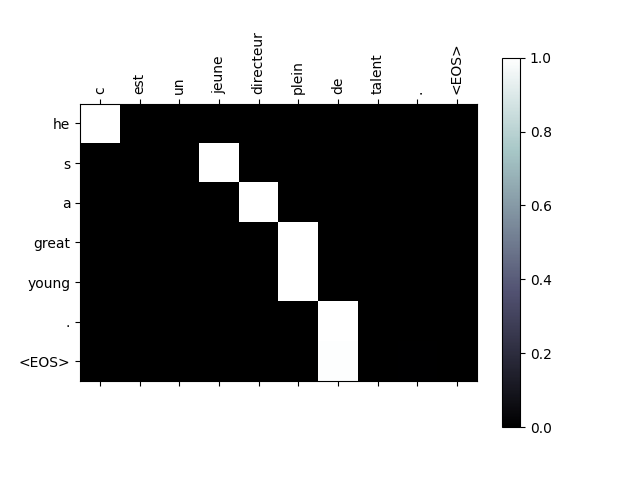 c est un jeune directeur plein de talent . <EOS>
he
s
a
great
young
.
<EOS>
1.0
0.8
0.6
0.4
0.2
0.0